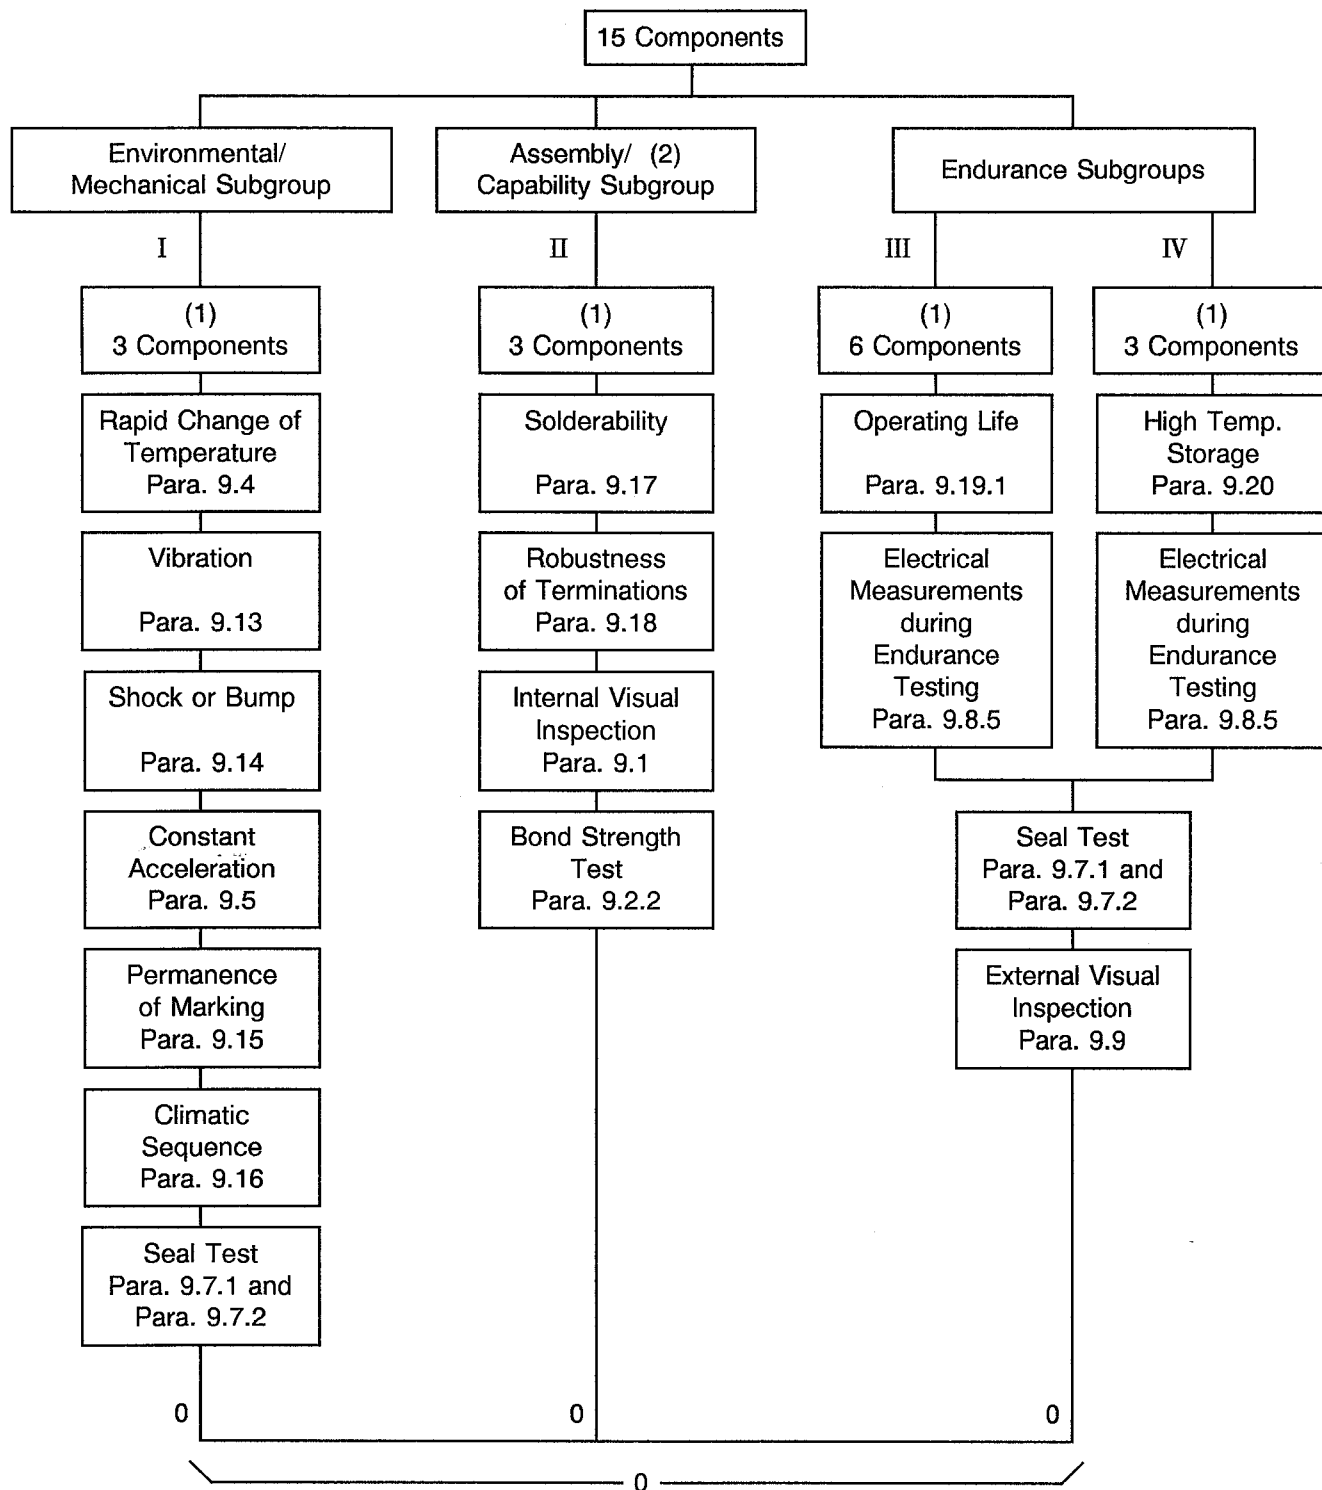 15 Components
Environmental/
Mechanical Subgroup
Assembly/ (2)
Capability Subgroup
Endurance Subgroups
I
II
III
IV
(1)
3 Components
(1)
3 Components
(1)
6 Components
(1)
3 Components
Rapid Change of
Temperature
Para. 9.4
Solderability
Para. 9.17
Operating Life
Para. 9.19.1
High Temp.
Storage
Para. 9.20
Vibration
Para. 9.13
Robustness
of Terminations
Para. 9.18
Electrical
Measurements
during
Endurance
Testing
Para. 9.8.5
Electrical
Measurements
during
Endurance
Testing
Para. 9.8.5
Shock or Bump
Para. 9.14
Internal Visual
Inspection
Para. 9.1
Constant
Acceleration
Para. 9.5
Bond Strength
Test
Para. 9.2.2
Seal Test
Para. 9.7.1 and
Para. 9.7.2
Permanence
of Marking
Para. 9.15
External Visual
Inspection
Para. 9.9
Climatic
Sequence
Para. 9.16
Seal Test
Para. 9.7.1 and
Para. 9.7.2
0
0
0
0